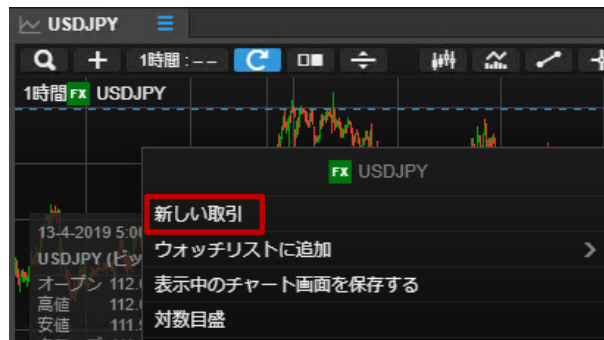 USDJPY
1時間 : --
1時間 FX USDJPY
FX USDJPY
新しい取引
ウォッチリストに追加
表示中のチャート画面を保存する
対数目盛
13-4-2019 5:0
USDJPY (ビッ
オープン 112.
高値 112.
安値 111.